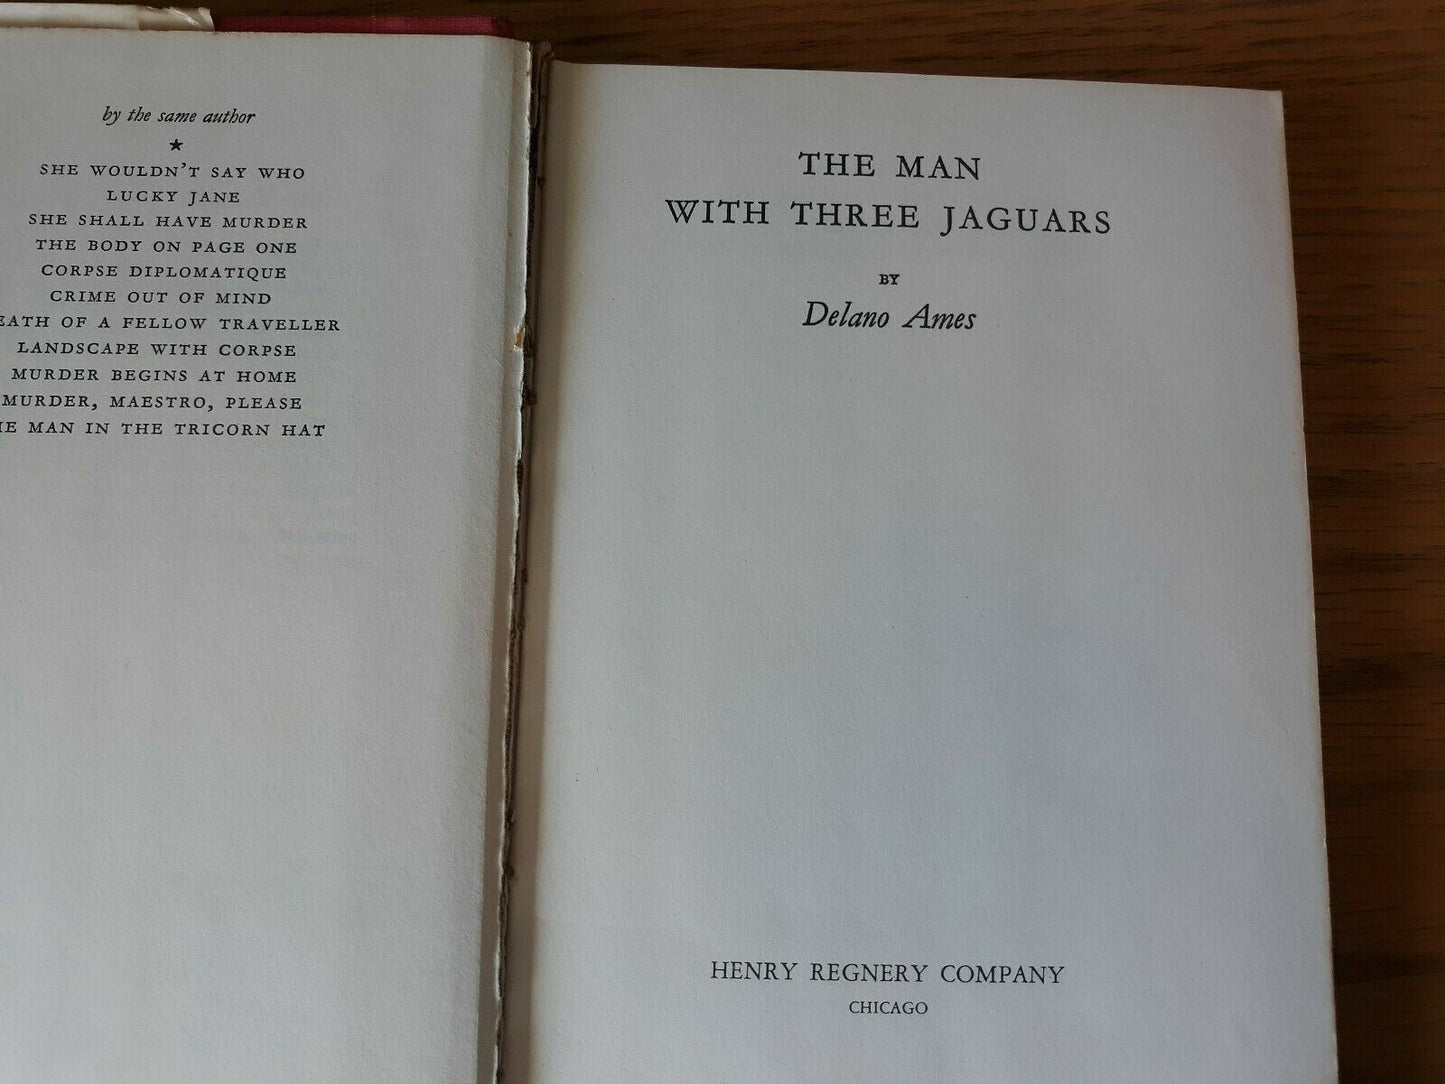 by the same author
SHE WOULDN'T SAY WHO
LUCKY JANE
SHE SHALL HAVE MURDER
THE BODY ON PAGE ONE
CORPSE DIPLOMATIQUE
CRIME OUT OF MIND
EATH OF A FELLOW TRAVELLER
LANDSCAPE WITH CORPSE
MURDER BEGINS AT HOME
MURDER, MAESTRO, PLEASE
HE MAN IN THE TRICORN HAT
THE MAN
WITH THREE JAGUARS
BY
Delano Ames
HENRY REGNERY COMPANY
CHICAGO